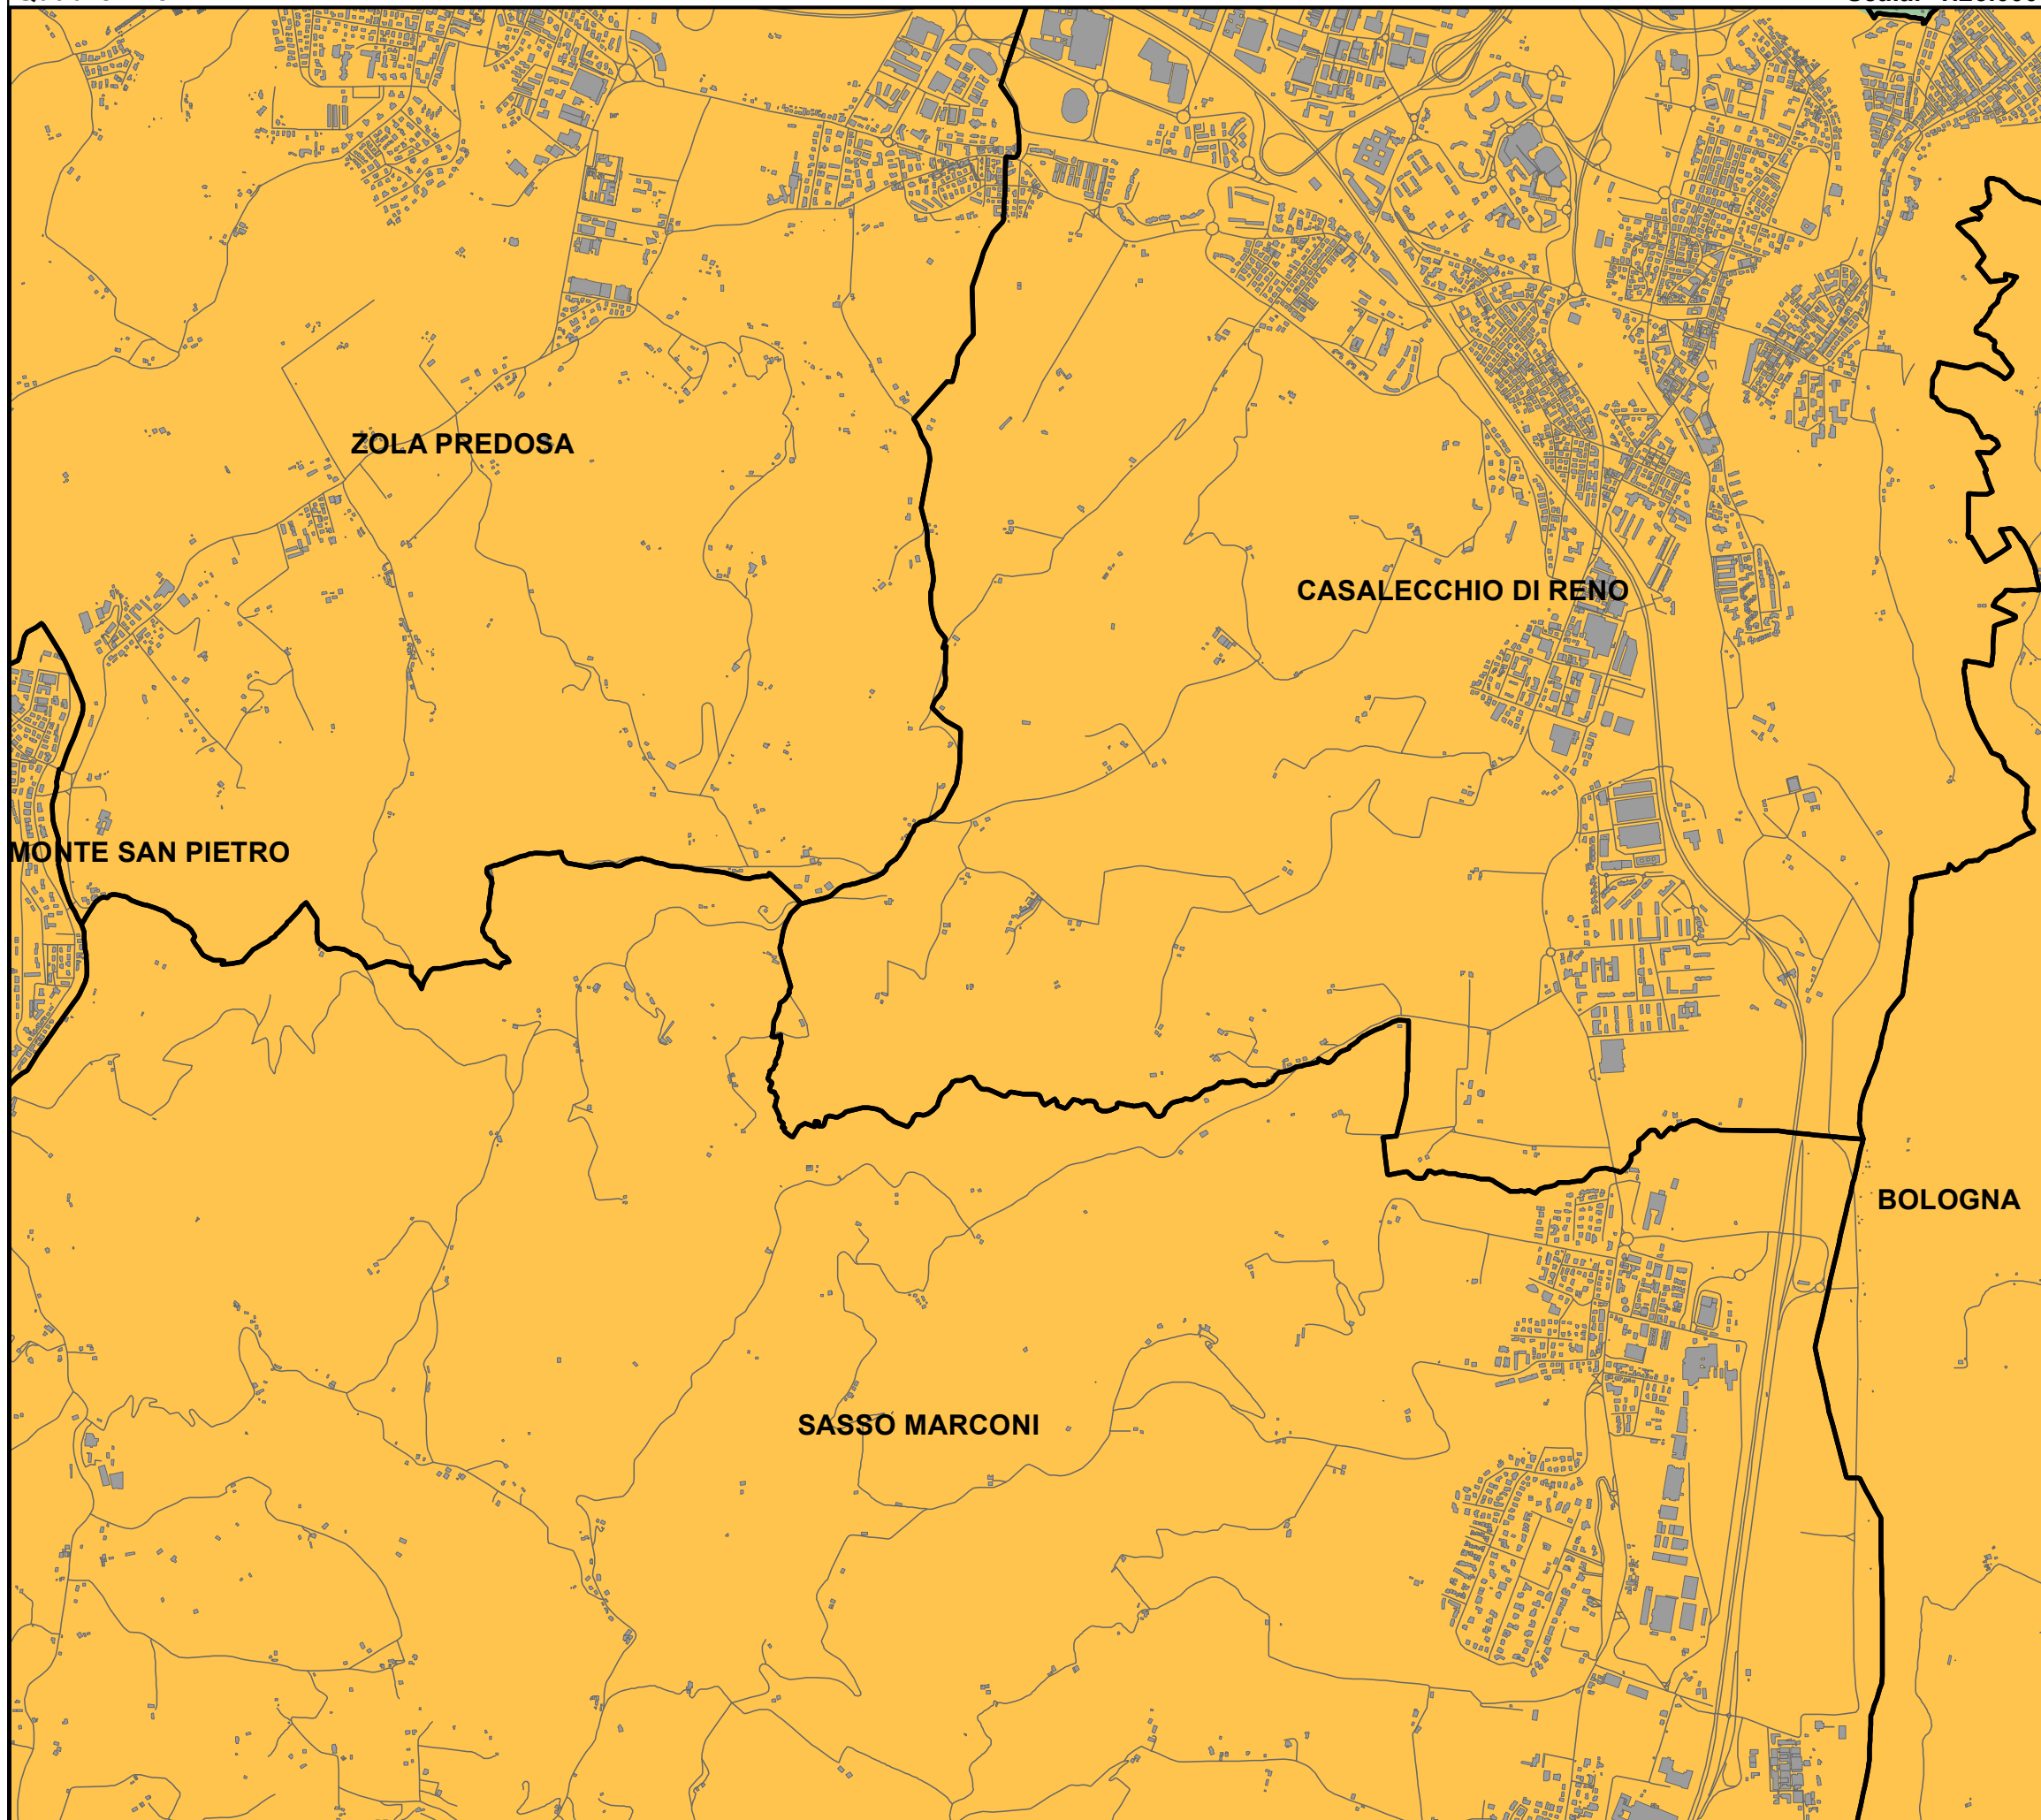 ZOLA PREDOSA
CASALECCHIO DI RENO
MONTE SAN PIETRO
BOLOGNA
SASSO MARCONI